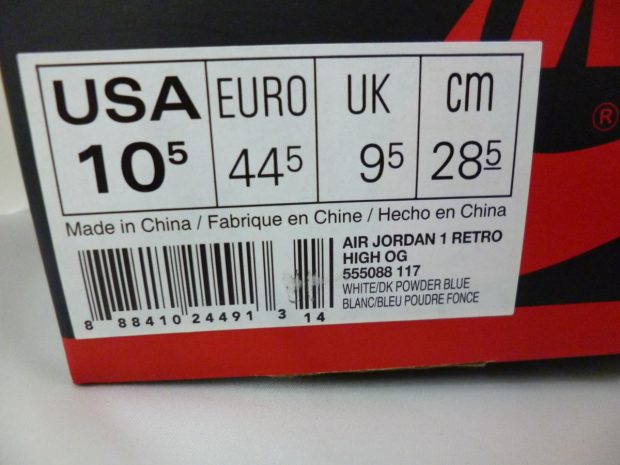 USA EURO UK cm
10⁵ 44⁵ 9⁵ 28⁵
Made in China / Fabrique en Chine / Hecho en China
AIR JORDAN 1 RETRO
HIGH OG
555088 117
WHITE/DK POWDER BLUE
BLANC/BLEU POUDRE FONCE
8 88410 24491 3 14
®